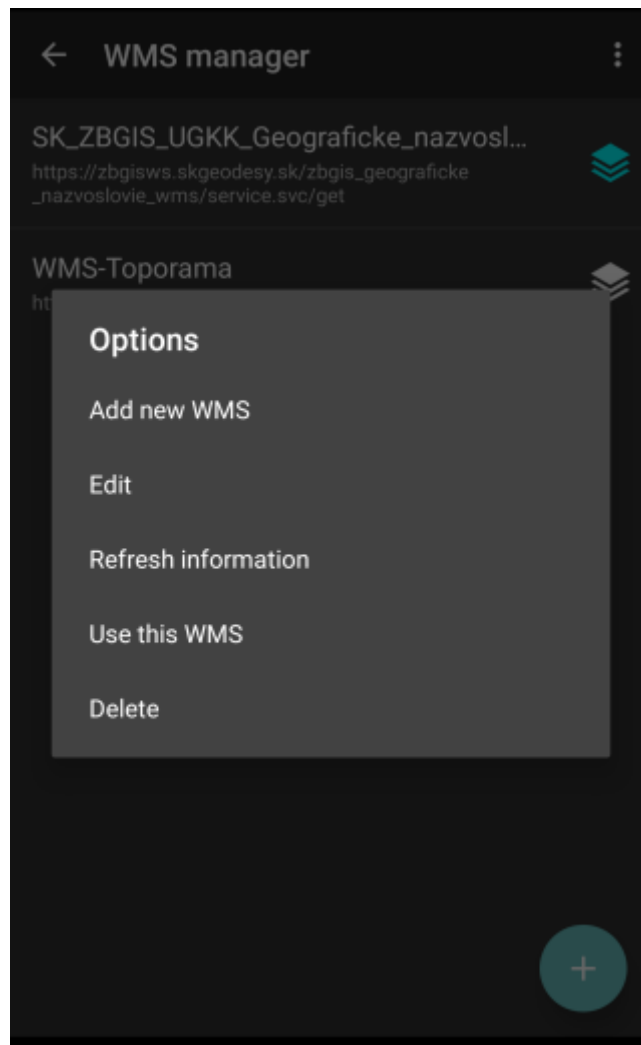 WMS manager
SK_ZBGIS_UGKK_Geograficke_nazvosl...
https://zbgisws.skgeodesy.sk/zbgis_geograficke
_nazvoslovie_wms/service.svc/get
WMS-Toporama
ht
Options
Add new WMS
Edit
Refresh information
Use this WMS
Delete